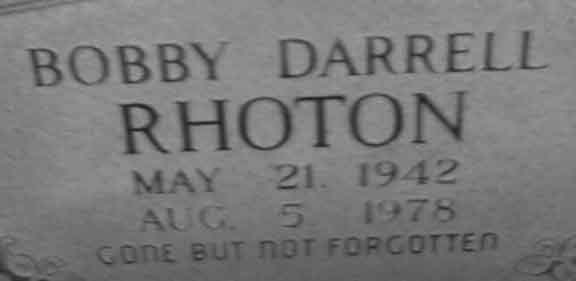 BOBBY DARRELL
RHOTON
MAY 21. 1942
AUG. 5 1978
GONE BUT NOT FORGOTTEN